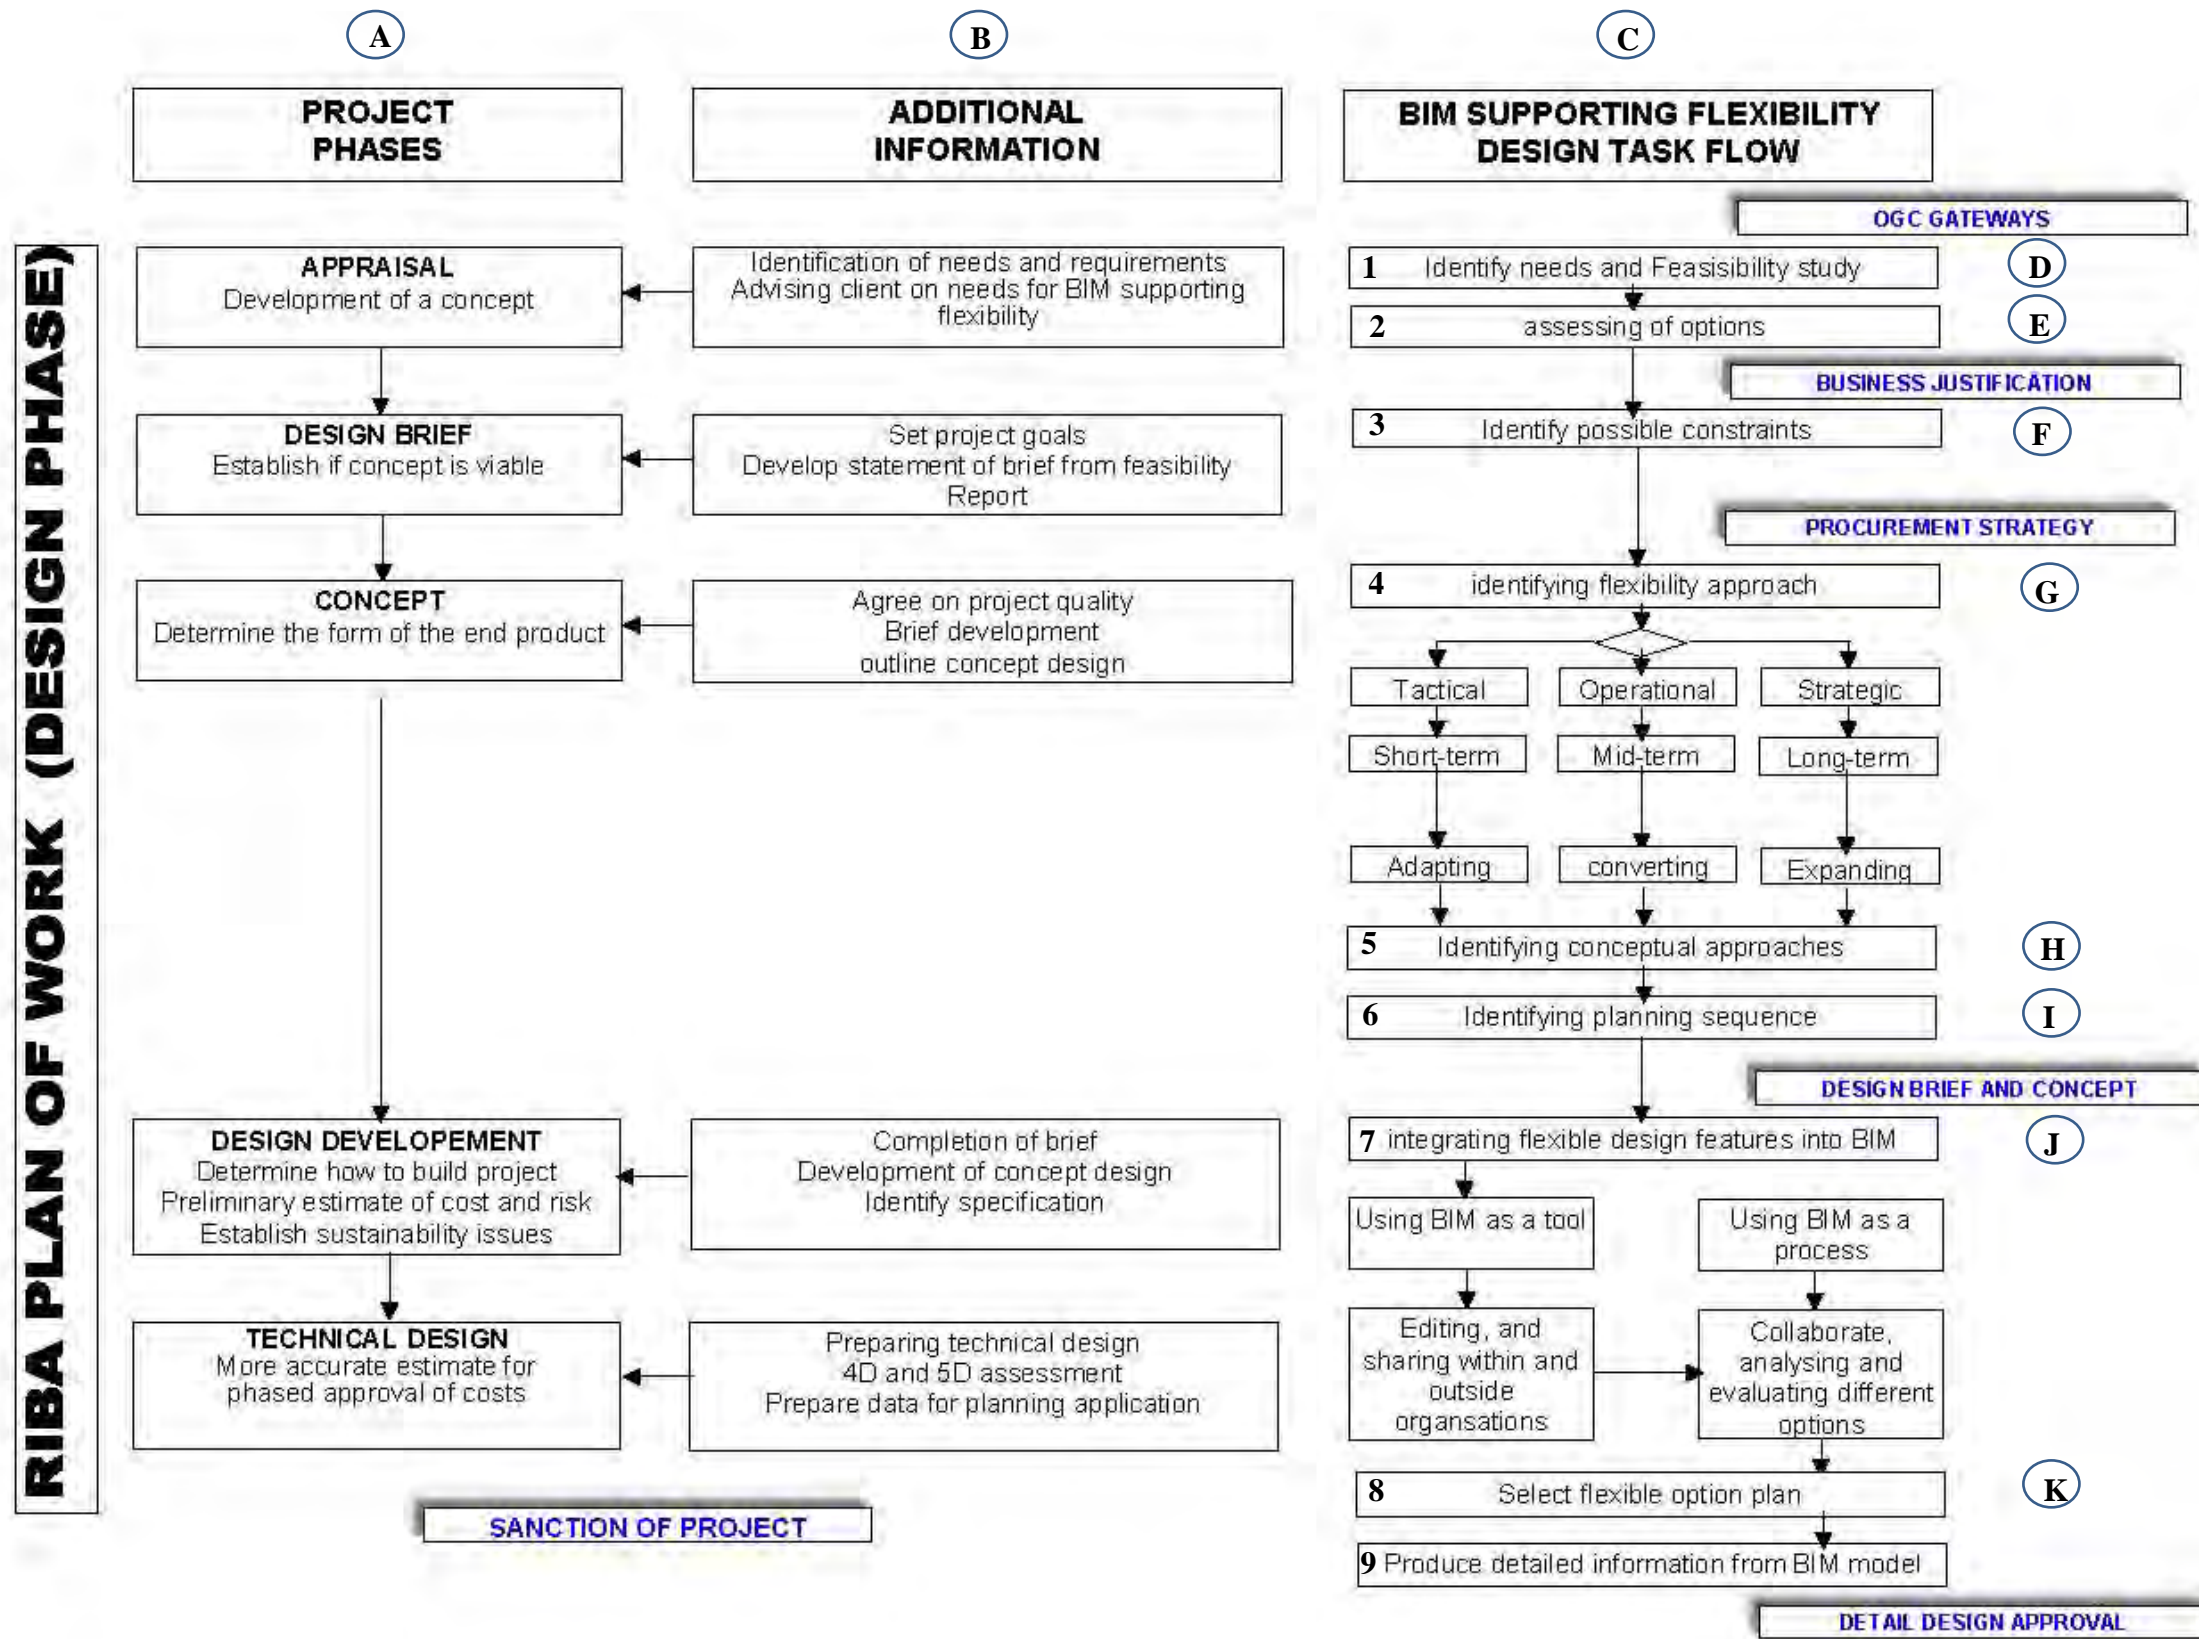 A
B
C
PROJECT
PHASES
ADDITIONAL
INFORMATION
BIM SUPPORTING FLEXIBILITY
DESIGN TASK FLOW
OGC GATEWAYS
RIBA PLAN OF WORK (DESIGN PHASE)
APPRAISAL
Development of a concept
Identification of needs and requirements
Advising client on needs for BIM supporting
flexibility
1 Identify needs and Feasisibility study
D
2 assessing of options
E
BUSINESS JUSTIFICATION
DESIGN BRIEF
Establish if concept is viable
Set project goals
Develop statement of brief from feasibility
Report
3 Identify possible constraints
F
PROCUREMENT STRATEGY
CONCEPT
Determine the form of the end product
Agree on project quality
Brief development
outline concept design
4 identifying flexibility approach
G
Tactical
Operational
Strategic
Short-term
Mid-term
Long-term
Adapting
converting
Expanding
5 Identifying conceptual approaches
H
6 Identifying planning sequence
I
DESIGN BRIEF AND CONCEPT
DESIGN DEVELOPEMENT
Determine how to build project
Preliminary estimate of cost and risk
Establish sustainability issues
Completion of brief
Development of concept design
Identify specification
7 integrating flexible design features into BIM
J
Using BIM as a tool
Using BIM as a
process
TECHNICAL DESIGN
More accurate estimate for
phased approval of costs
Preparing technical design
4D and 5D assessment
Prepare data for planning application
Editing, and
sharing within and
outside
organsations
Collaborate,
analysing and
evaluating different
options
8 Select flexible option plan
K
SANCTION OF PROJECT
9 Produce detailed information from BIM model
DETAIL DESIGN APPROVAL